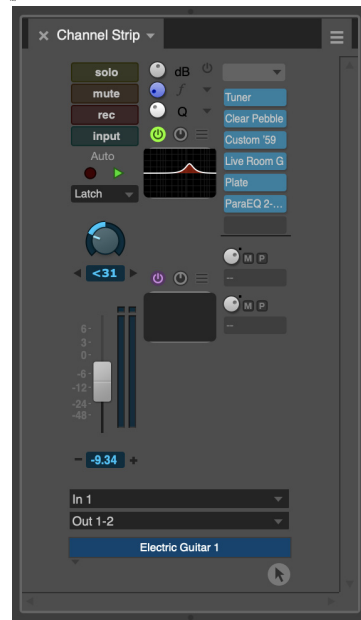 Channel Strip
solo
dB
mute
f
Tuner
rec
Q
Clear Pebble
input
Custom '59
Auto
Live Room G
Plate
Latch
ParaEQ 2-...
M P
<31
--
M P
--
6-
3-
0-
-6-
-12-
-24-
-48-
- -9.34 +
In 1
Out 1-2
Electric Guitar 1